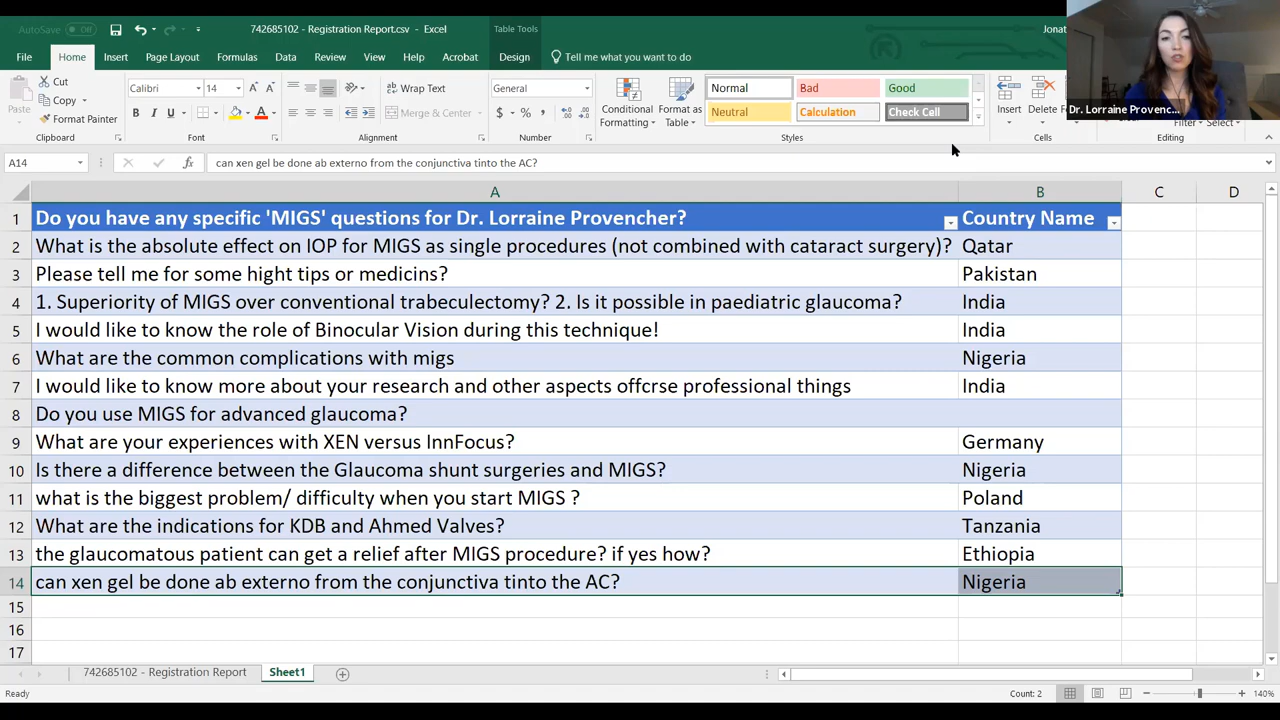 AutoSave Off
742685102 - Registration Report.csv - Excel
Table Tools
Jonat
File Home Insert Page Layout Formulas Data Review View Help Acrobat Design Tell me what you want to do
Paste
Cut
Copy
Format Painter
Clipboard
Calibri 14
B I U
Font
Wrap Text
Merge & Center
Alignment
General
$ % ,
Number
Conditional Formatting
Format as Table
Normal Bad Good
Neutral Calculation Check Cell
Styles
Insert Delete
Cells
Filter Select
Editing
Dr. Lorraine Provenc...
A14 fx can xen gel be done ab externo from the conjunctiva tinto the AC?
A B C D
1 Do you have any specific 'MIGS' questions for Dr. Lorraine Provencher? Country Name
2 What is the absolute effect on IOP for MIGS as single procedures (not combined with cataract surgery)? Qatar
3 Please tell me for some hight tips or medicins? Pakistan
4 1. Superiority of MIGS over conventional trabeculectomy? 2. Is it possible in paediatric glaucoma? India
5 I would like to know the role of Binocular Vision during this technique! India
6 What are the common complications with migs Nigeria
7 I would like to know more about your research and other aspects offcrse professional things India
8 Do you use MIGS for advanced glaucoma?
9 What are your experiences with XEN versus InnFocus? Germany
10 Is there a difference between the Glaucoma shunt surgeries and MIGS? Nigeria
11 what is the biggest problem/ difficulty when you start MIGS ? Poland
12 What are the indications for KDB and Ahmed Valves? Tanzania
13 the glaucomatous patient can get a relief after MIGS procedure? if yes how? Ethiopia
14 can xen gel be done ab externo from the conjunctiva tinto the AC? Nigeria
15
16
17
742685102 - Registration Report Sheet1
Ready Count: 2 140%